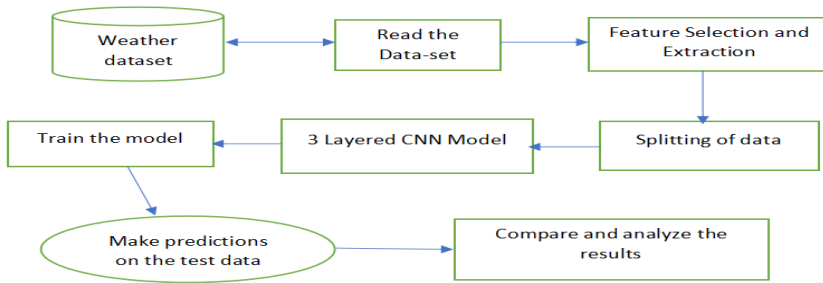 Weather
dataset
Read the
Data-set
Feature Selection and
Extraction
Train the model
3 Layered CNN Model
Splitting of data
Make predictions
on the test data
Compare and analyze the
results